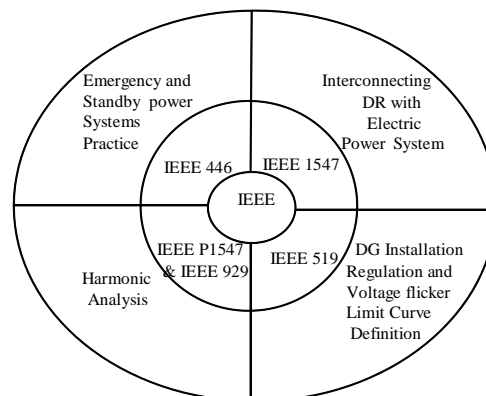 Emergency and
Standby power
Systems
Practice
Interconnecting
DR with
Electric
Power System
IEEE 446
IEEE 1547
IEEE
IEEE P1547
& IEEE 929
IEEE 519
Harmonic
Analysis
DG Installation
Regulation and
Voltage flicker
Limit Curve
Definition